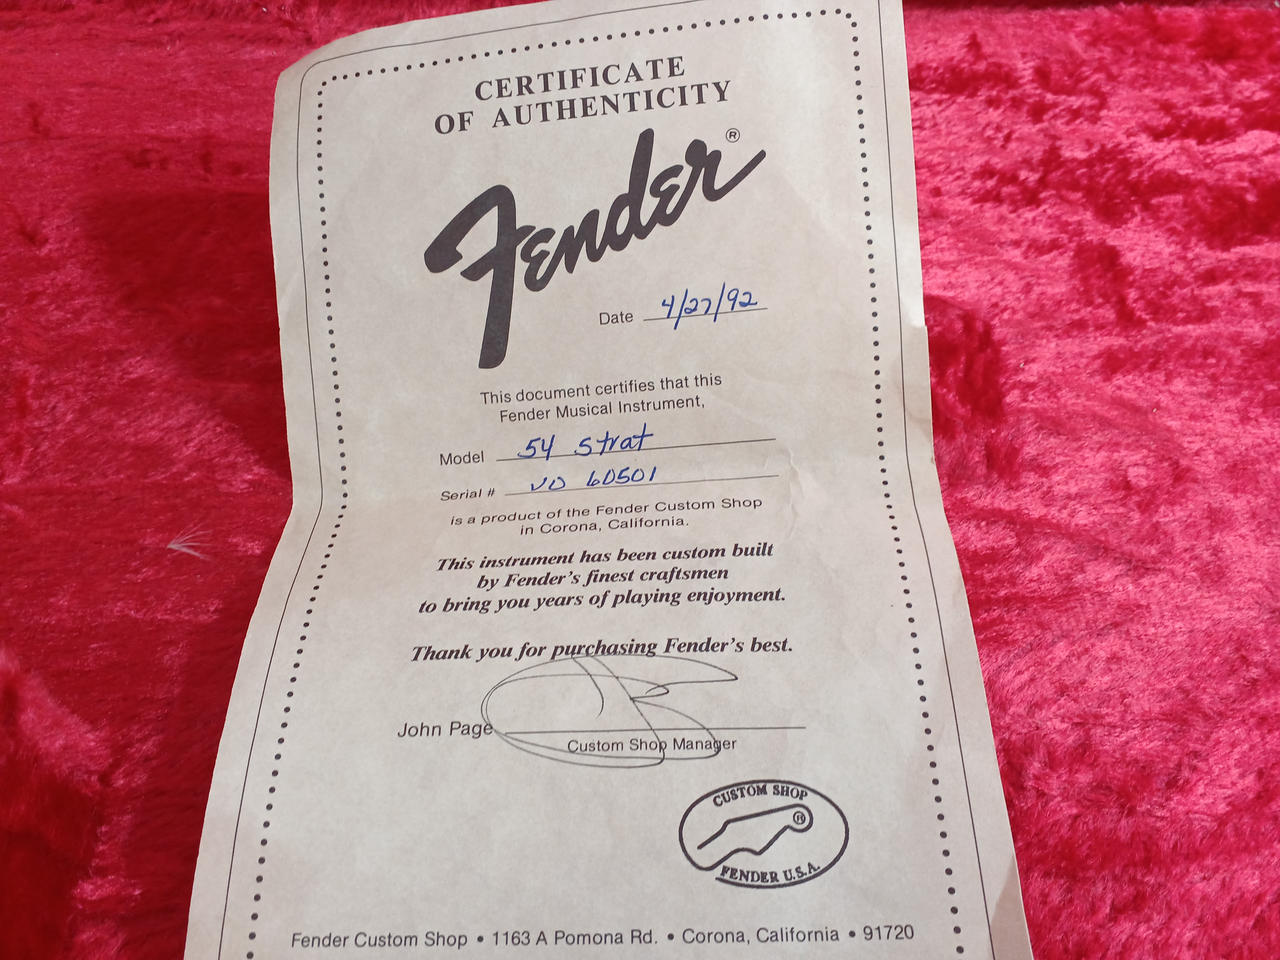 CERTIFICATE
OF AUTHENTICITY
Fender®
Date 4/27/92
This document certifies that this
Fender Musical Instrument,
Model 54 Strat
Serial # VO 60501
is a product of the Fender Custom Shop
in Corona, California.
This instrument has been custom built
by Fender's finest craftsmen
to bring you years of playing enjoyment.
Thank you for purchasing Fender's best.
John Page
Custom Shop Manager
CUSTOM SHOP
®
FENDER U.S.A.
Fender Custom Shop • 1163 A Pomona Rd. • Corona, California • 91720